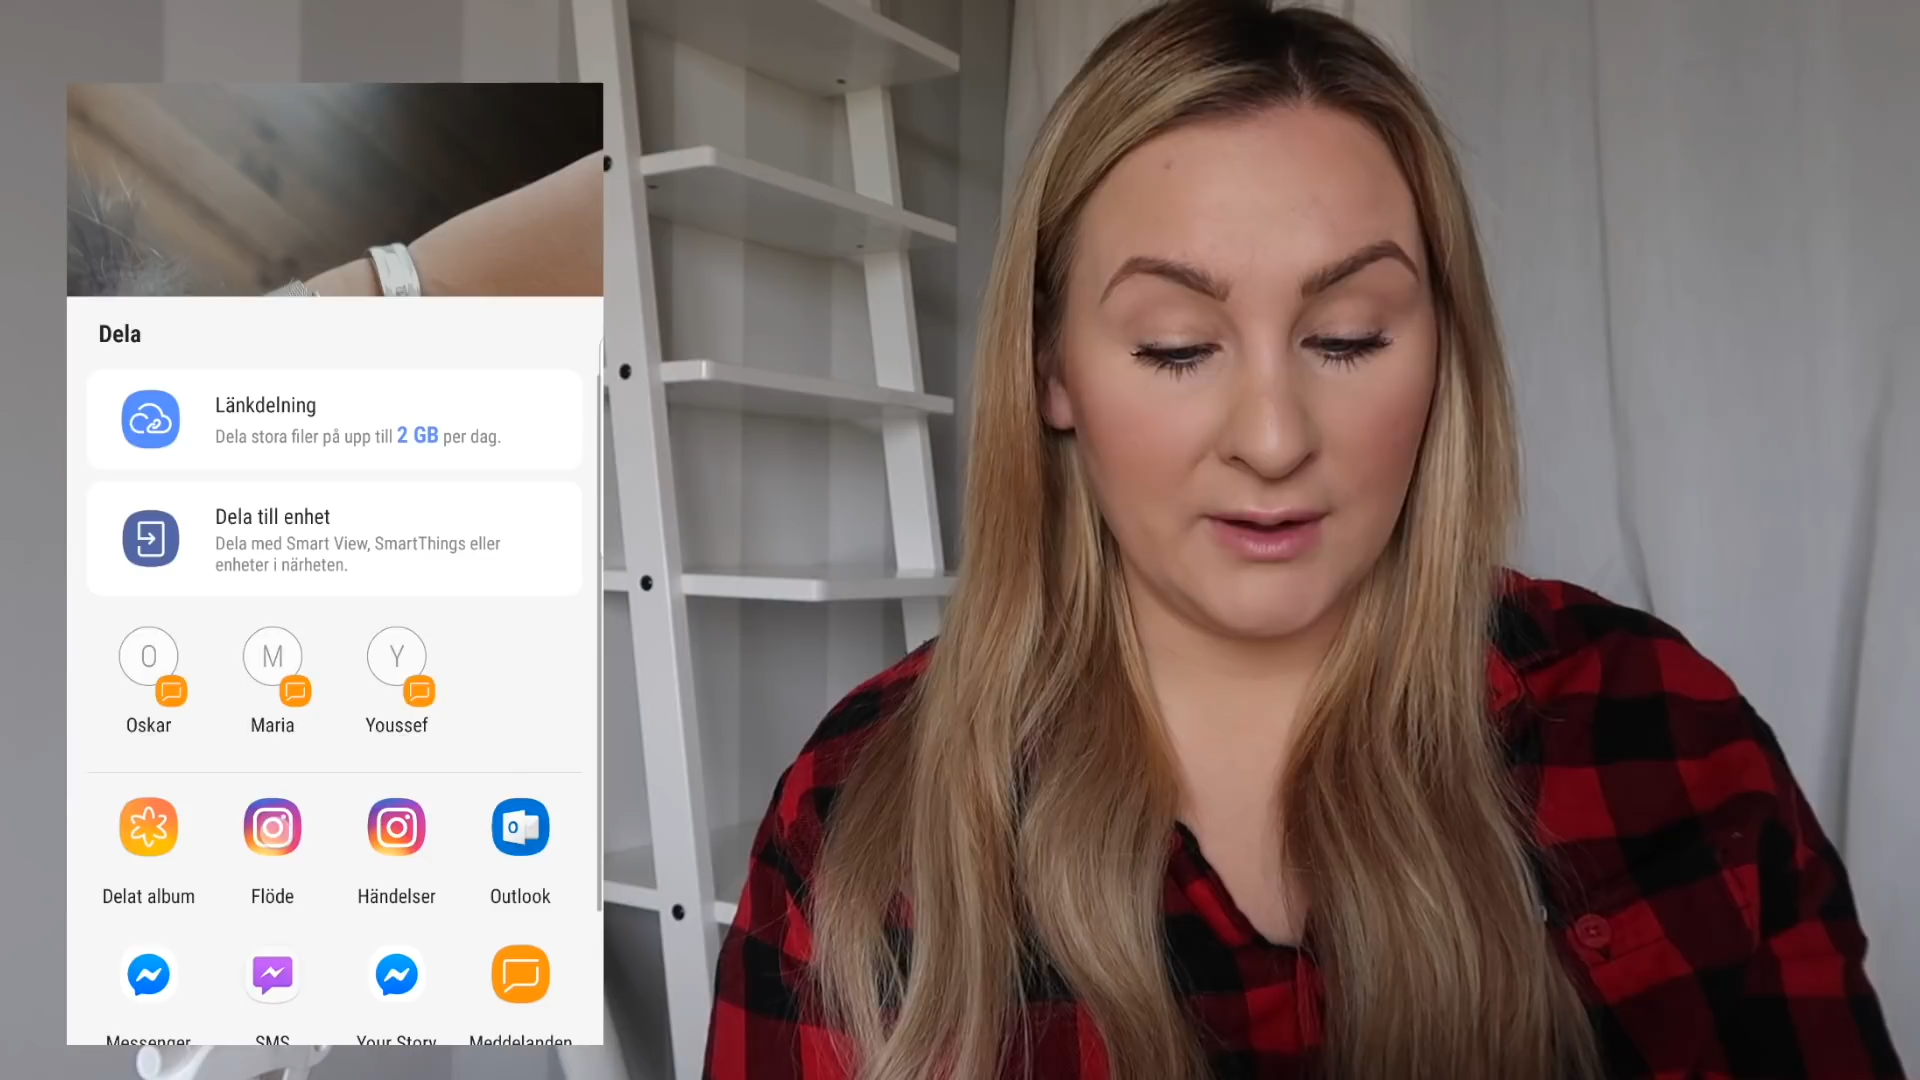 Dela
Länkdelning
Dela stora filer på upp till 2 GB per dag.
Dela till enhet
Dela med Smart View, SmartThings eller
enheter i närheten.
O M Y
Oskar Maria Youssef
Delat album Flöde Händelser Outlook
Messenger SMS Your Story Meddelanden